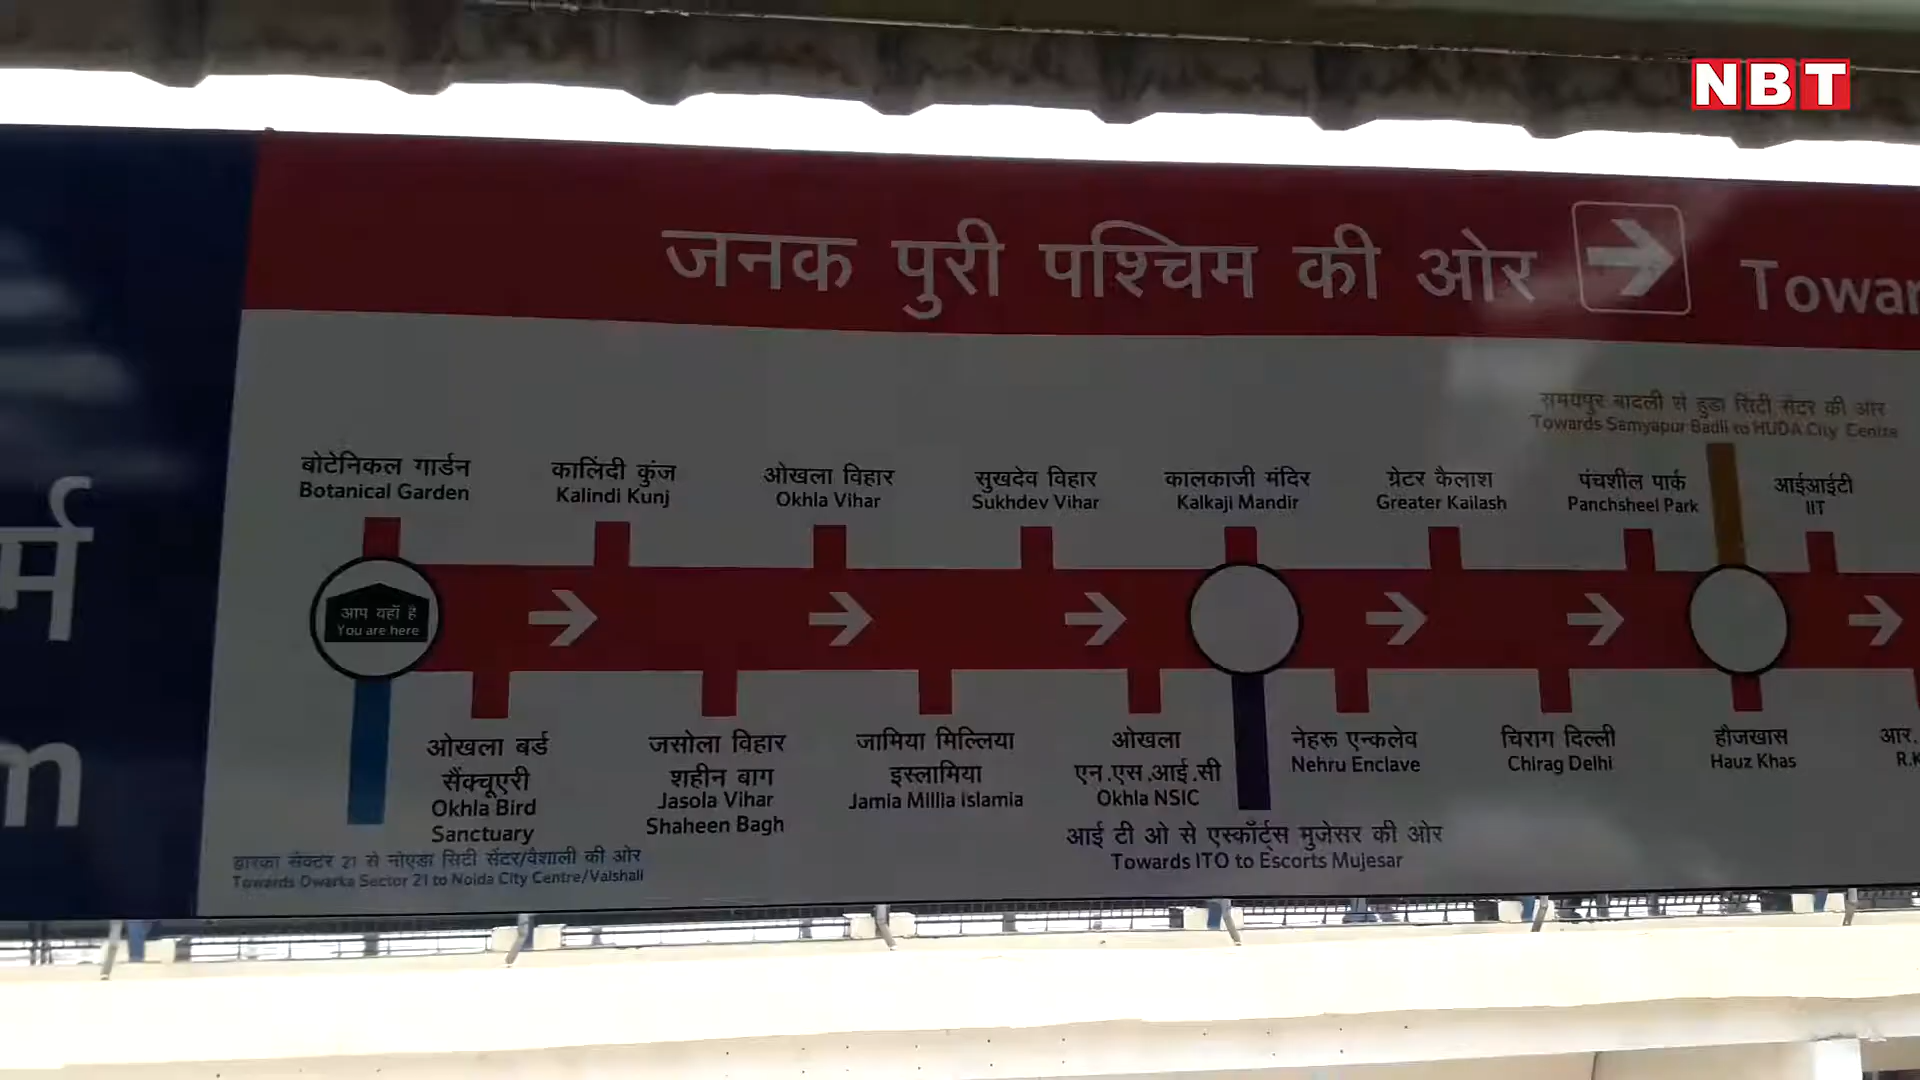 NBT
जनक पुरी पश्चिम की ओर
समयपुर बादली से हुडा सिटी सेंटर की ओर
Towards Samyapur Badli to HUDA City Centre
बोटेनिकल गार्डन
Botanical Garden
कालिंदी कुंज
Kalindi Kunj
ओखला विहार
Okhla Vihar
सुखदेव विहार
Sukhdev Vihar
कालकाजी मंदिर
Kalkaji Mandir
ग्रेटर कैलाश
Greater Kailash
पंचशील पार्क
Panchsheel Park
आईआईटी
IIT
आप यहाँ है
You are here
ओखला बर्ड
सैंक्चूएरी
Okhla Bird
Sanctuary
जसोला विहार
शहीन बाग
Jasola Vihar
Shaheen Bagh
जामिया मिल्लिया
इस्लामिया
Jamia Millia Islamia
ओखला
एन.एस.आई.सी
Okhla NSIC
नेहरू एन्कलेव
Nehru Enclave
चिराग दिल्ली
Chirag Delhi
हौजखास
Hauz Khas
आर.
आई टी ओ से एस्कॉर्ट्स मुजेसर की ओर
Towards ITO to Escorts Mujesar
द्वारका सेक्टर 21 से नोएडा सिटी सेंटर/वैशाली की ओर
Towards Dwarka Sector 21 to Noida City Centre/Vaishali